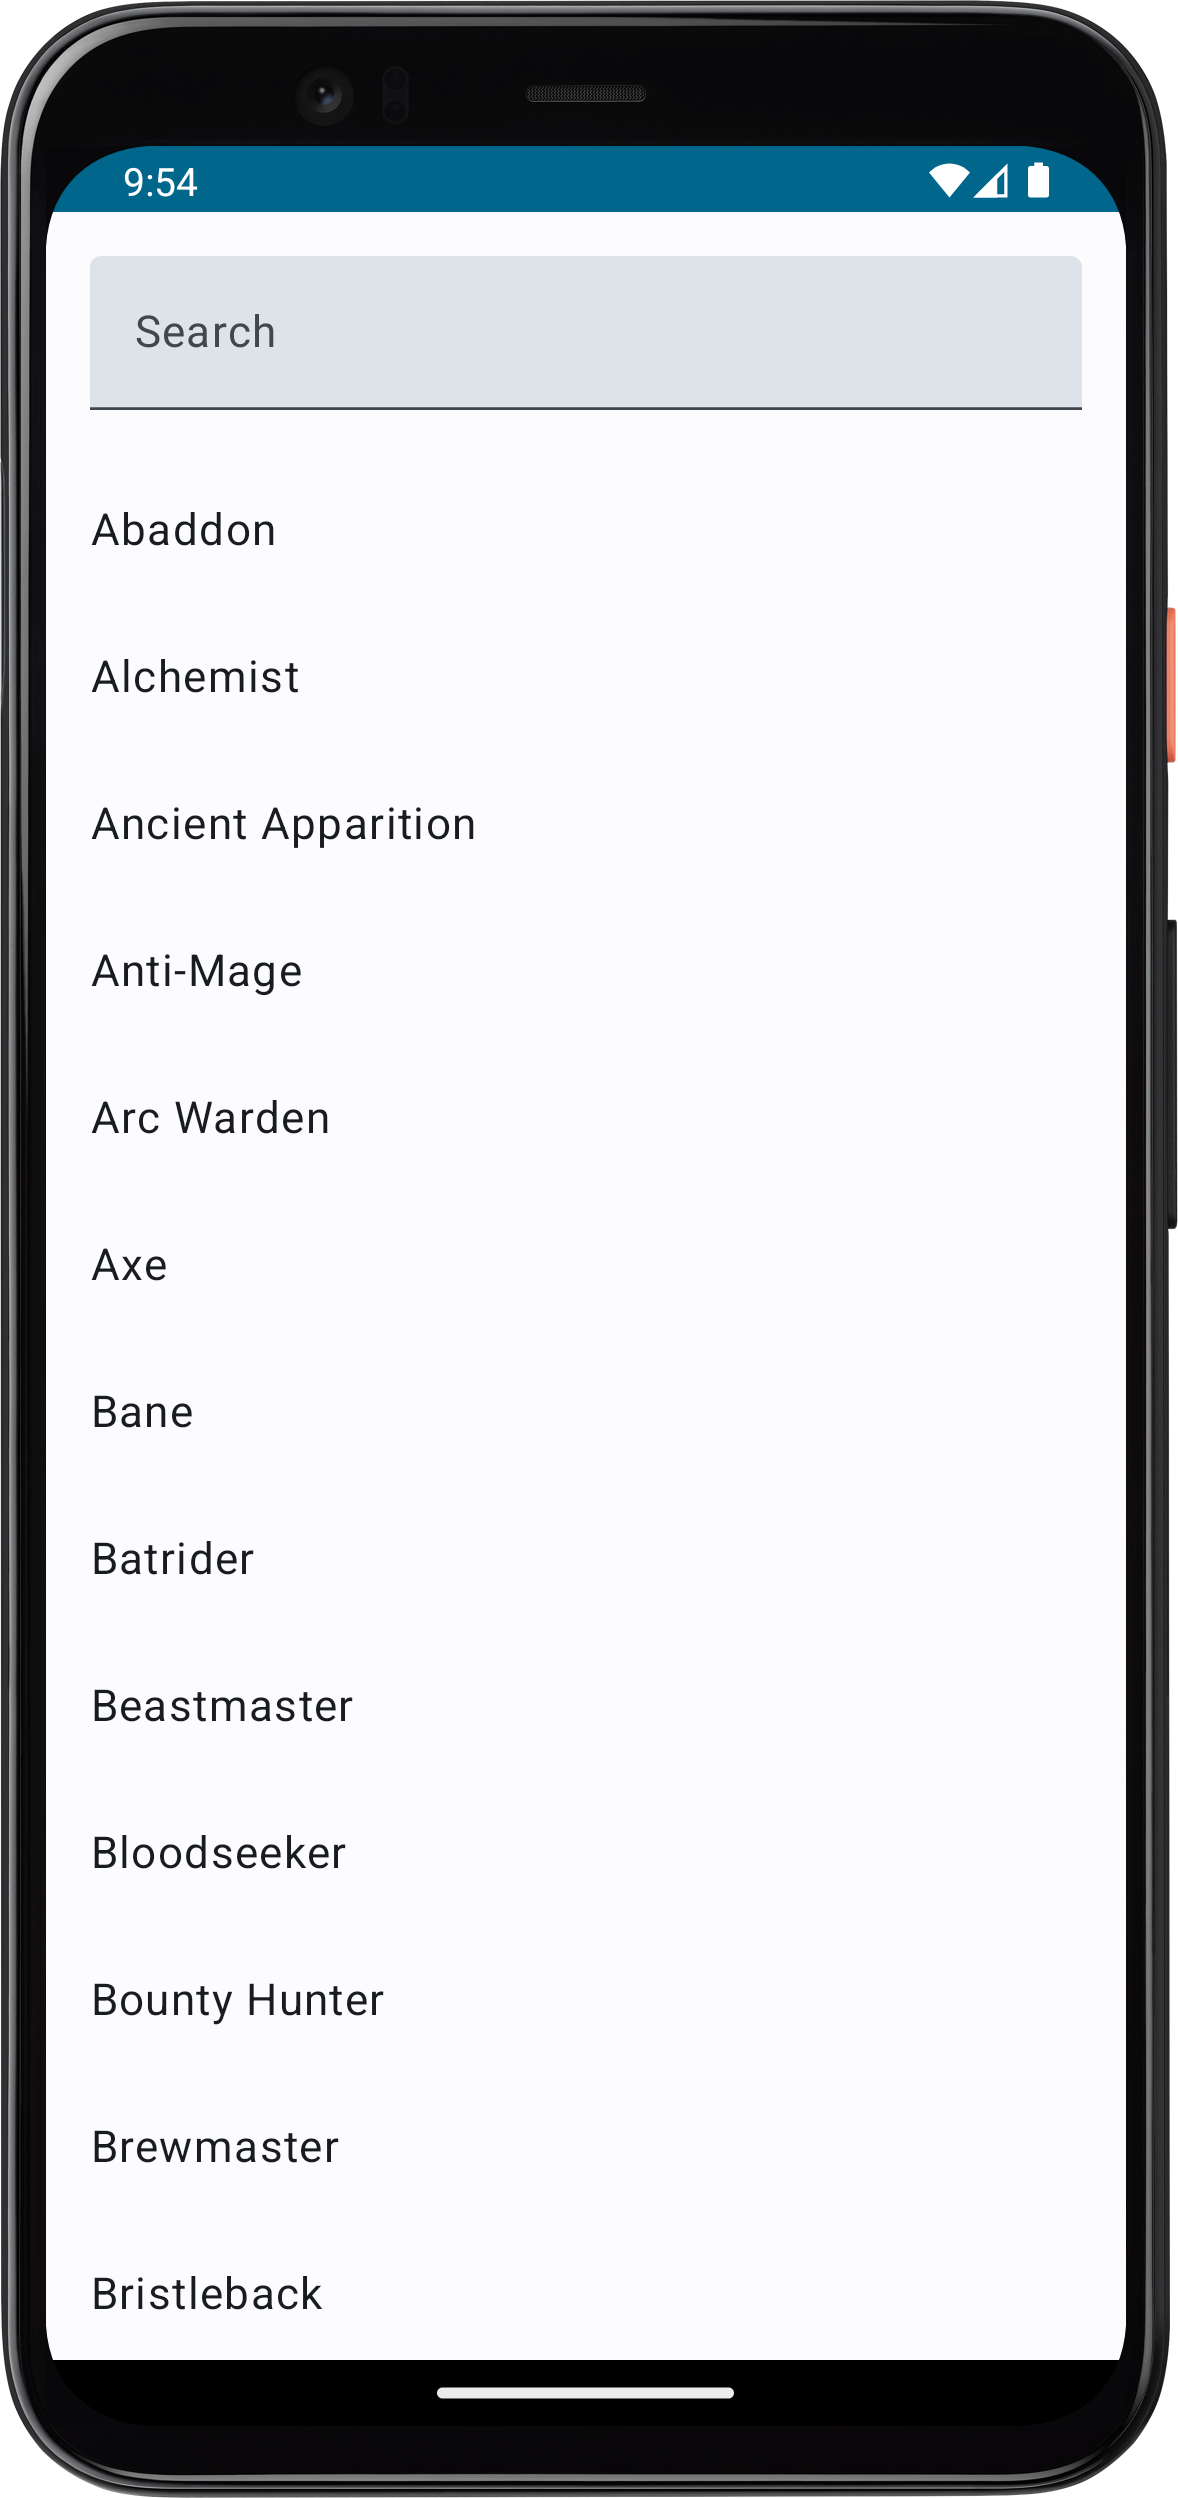 9:54
Search
Abaddon
Alchemist
Ancient Apparition
Anti-Mage
Arc Warden
Axe
Bane
Batrider
Beastmaster
Bloodseeker
Bounty Hunter
Brewmaster
Bristleback